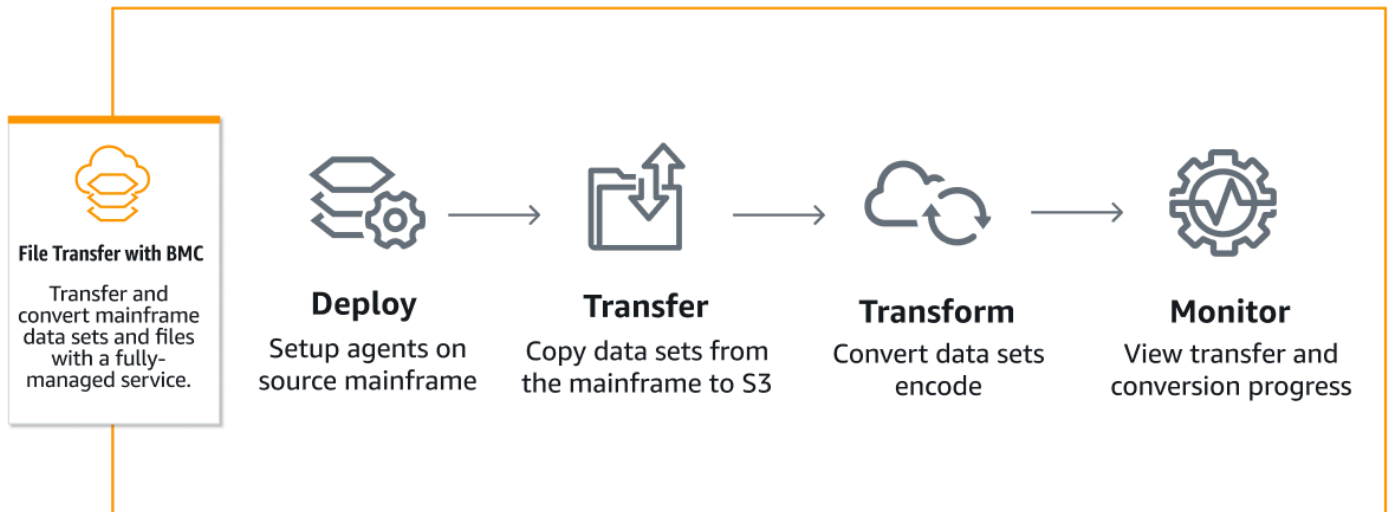 File Transfer with BMC
Transfer and
convert mainframe
data sets and files
with a fully-
managed service.
Deploy
Setup agents on
source mainframe
Transfer
Copy data sets from
the mainframe to S3
Transform
Convert data sets
encode
Monitor
View transfer and
conversion progress